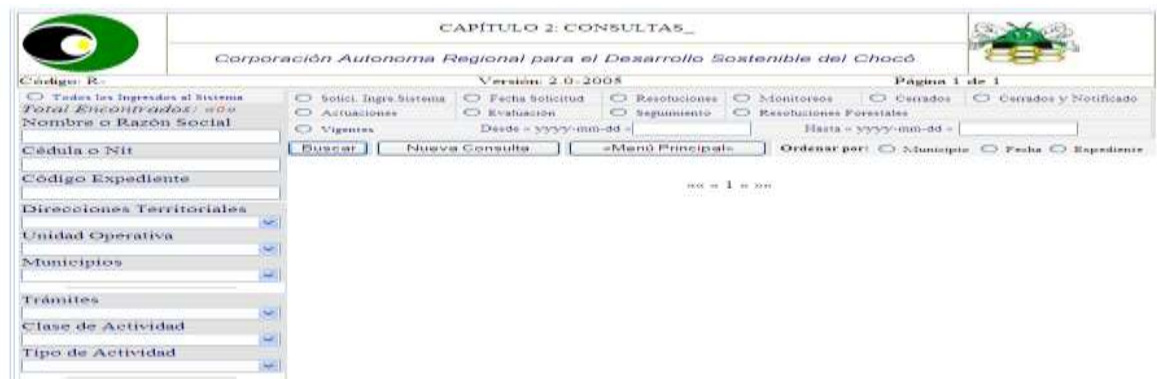 CAPÍTULO 2: CONSULTAS_
Corporación Autonoma Regional para el Desarrollo Sostenible del Chocó
Código: R- Versión: 2.0-2005 Página 1 de 1
Todos los Ingresdos al Sistema
Total Encontrados: «0»
Nombre o Razón Social
Cédula o Nit
Código Expediente
Direcciones Territoriales
Unidad Operativa
Municipios
Trámites
Clase de Actividad
Tipo de Actividad
Solici. Ingre.Sistema Fecha Solicitud Resoluciones Monitoreos Cerrados Cerrados y Notificado
Actuaciones Evaluación Seguimiento Resoluciones Forestales
Vigentes Desde = yyyy-mm-dd = Hasta = yyyy-mm-dd =
Buscar Nueva Consulta «Menú Principal» Ordenar por: Municipio Fecha Expediente
«« « 1 » »»